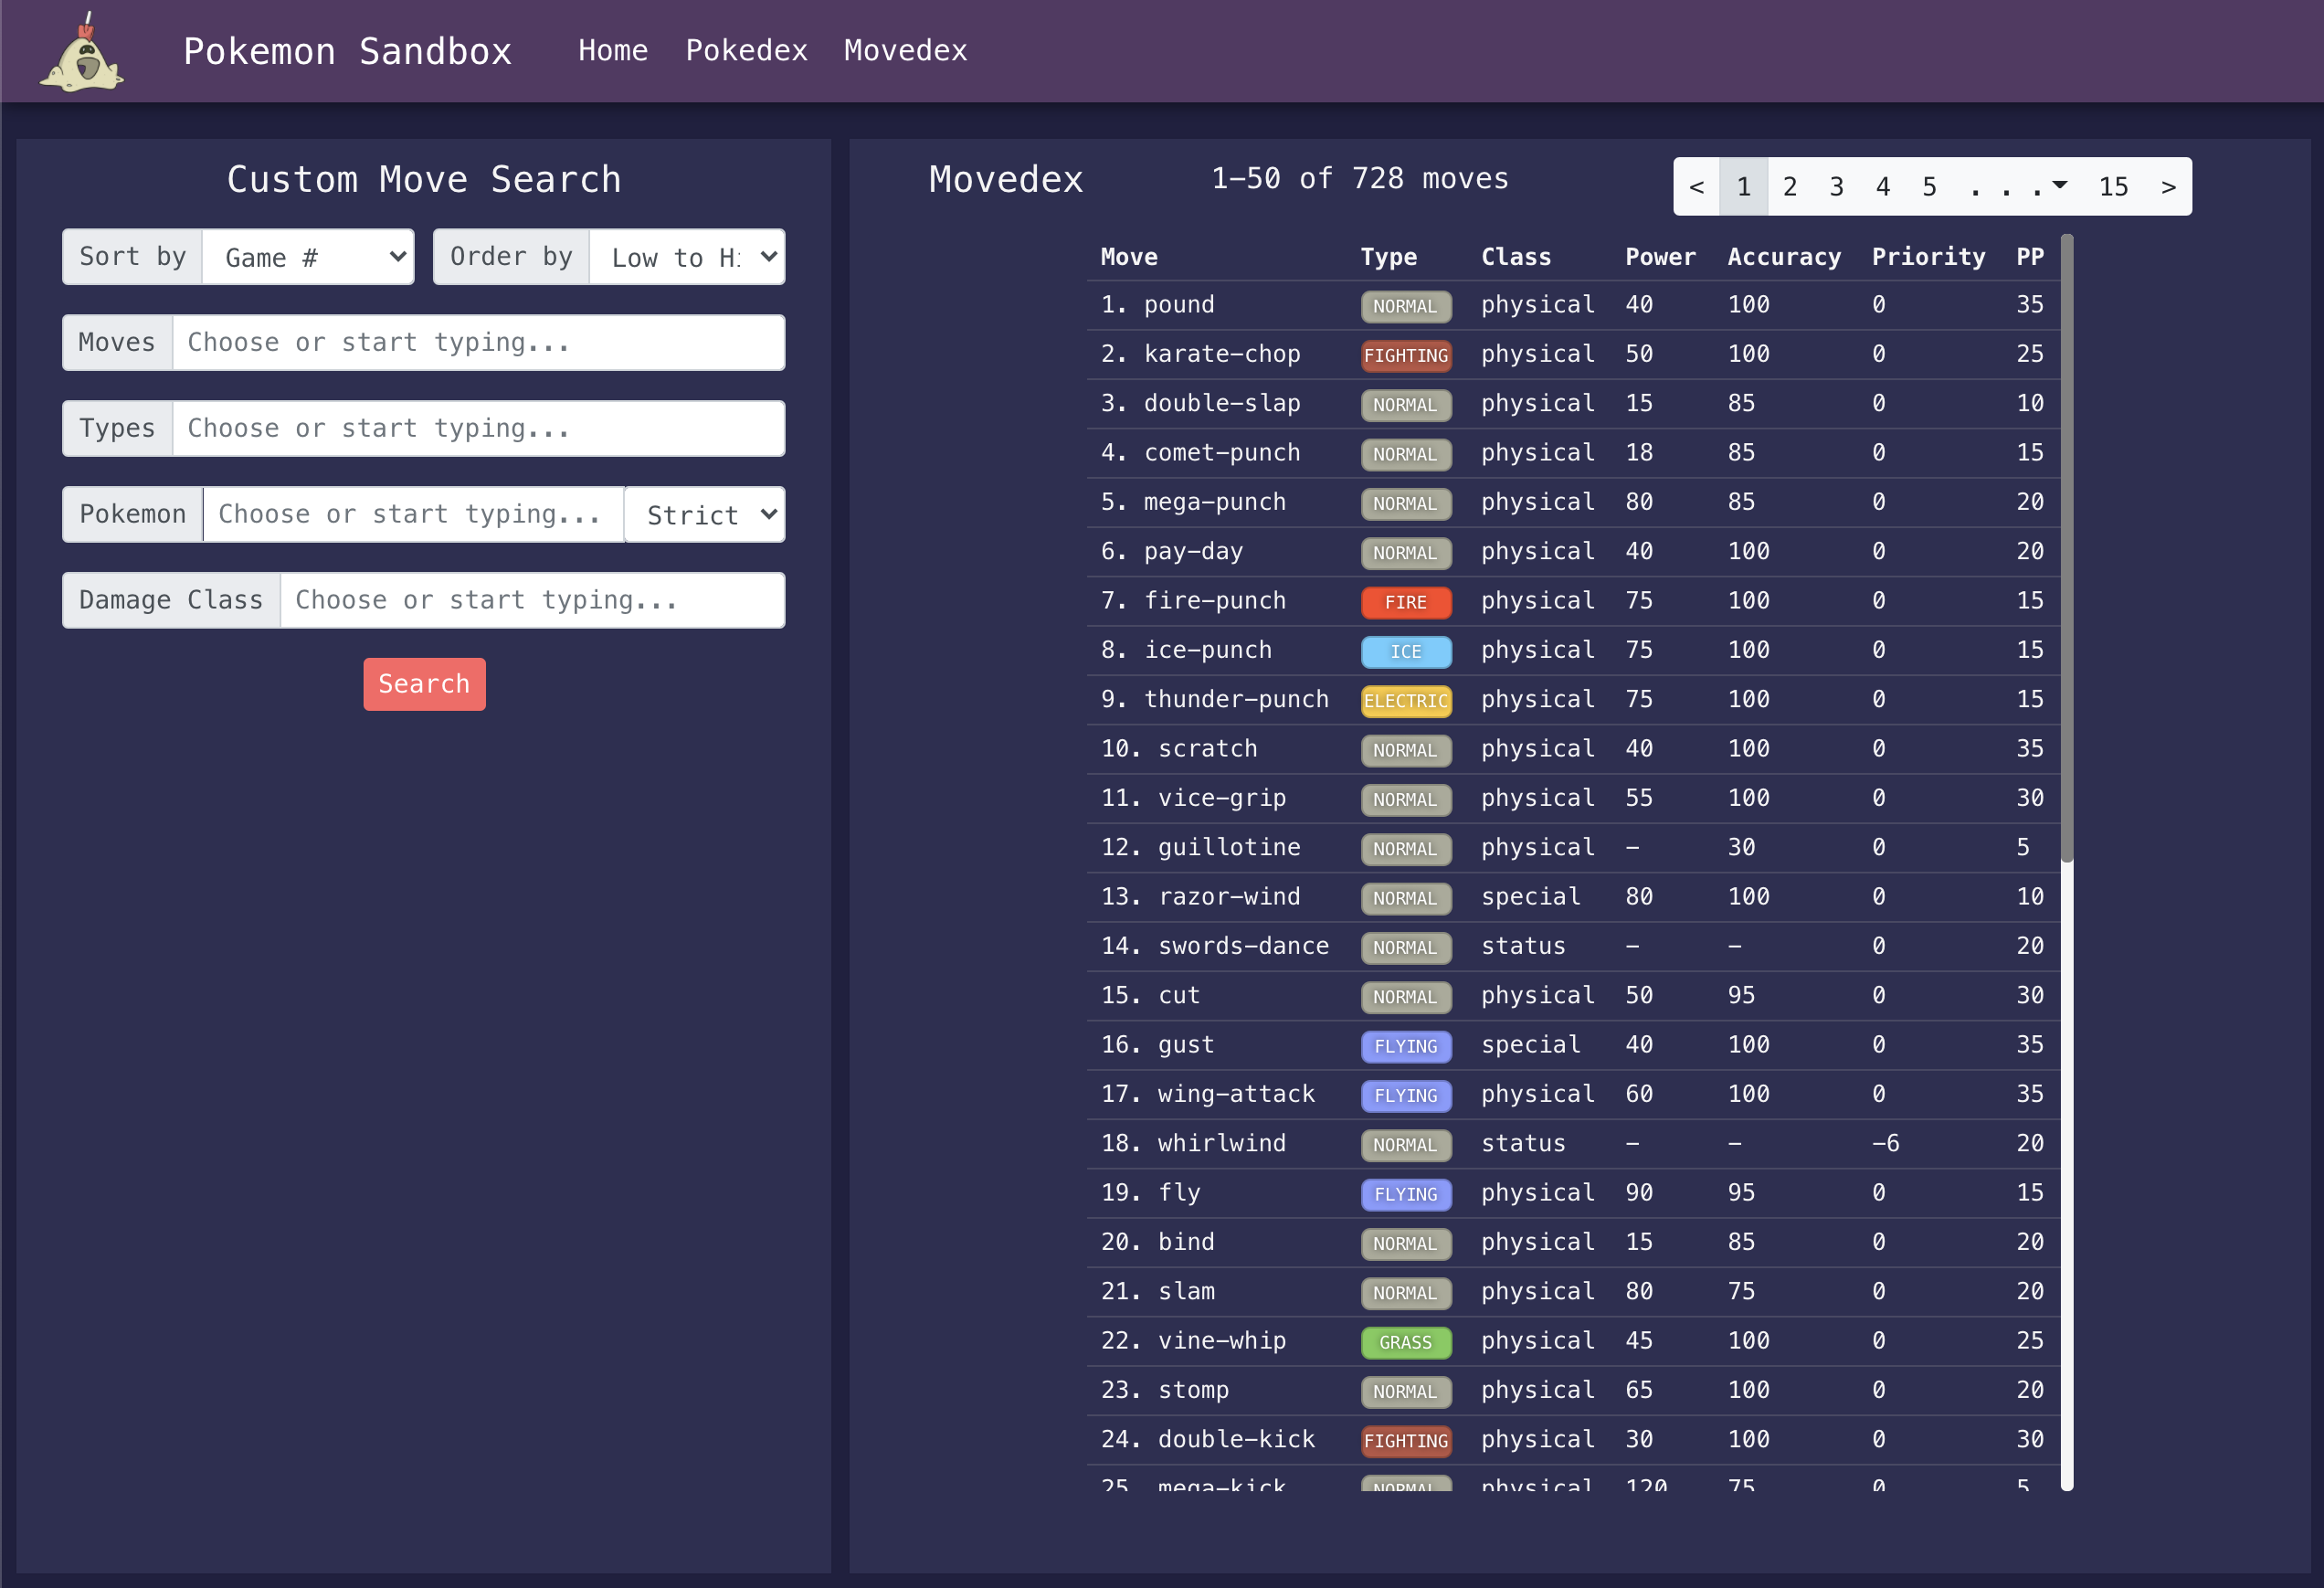 Pokemon Sandbox Home Pokedex Movedex
Custom Move Search
Sort by Game # Order by Low to Hi
Moves Choose or start typing...
Types Choose or start typing...
Pokemon Choose or start typing... Strict
Damage Class Choose or start typing...
Search
Movedex 1-50 of 728 moves < 1 2 3 4 5 . . . 15 >
Move Type Class Power Accuracy Priority PP
1. pound NORMAL physical 40 100 0 35
2. karate-chop FIGHTING physical 50 100 0 25
3. double-slap NORMAL physical 15 85 0 10
4. comet-punch NORMAL physical 18 85 0 15
5. mega-punch NORMAL physical 80 85 0 20
6. pay-day NORMAL physical 40 100 0 20
7. fire-punch FIRE physical 75 100 0 15
8. ice-punch ICE physical 75 100 0 15
9. thunder-punch ELECTRIC physical 75 100 0 15
10. scratch NORMAL physical 40 100 0 35
11. vice-grip NORMAL physical 55 100 0 30
12. guillotine NORMAL physical - 30 0 5
13. razor-wind NORMAL special 80 100 0 10
14. swords-dance NORMAL status - - 0 20
15. cut NORMAL physical 50 95 0 30
16. gust FLYING special 40 100 0 35
17. wing-attack FLYING physical 60 100 0 35
18. whirlwind NORMAL status - - -6 20
19. fly FLYING physical 90 95 0 15
20. bind NORMAL physical 15 85 0 20
21. slam NORMAL physical 80 75 0 20
22. vine-whip GRASS physical 45 100 0 25
23. stomp NORMAL physical 65 100 0 20
24. double-kick FIGHTING physical 30 100 0 30
25. mega-kick NORMAL physical 120 75 0 5